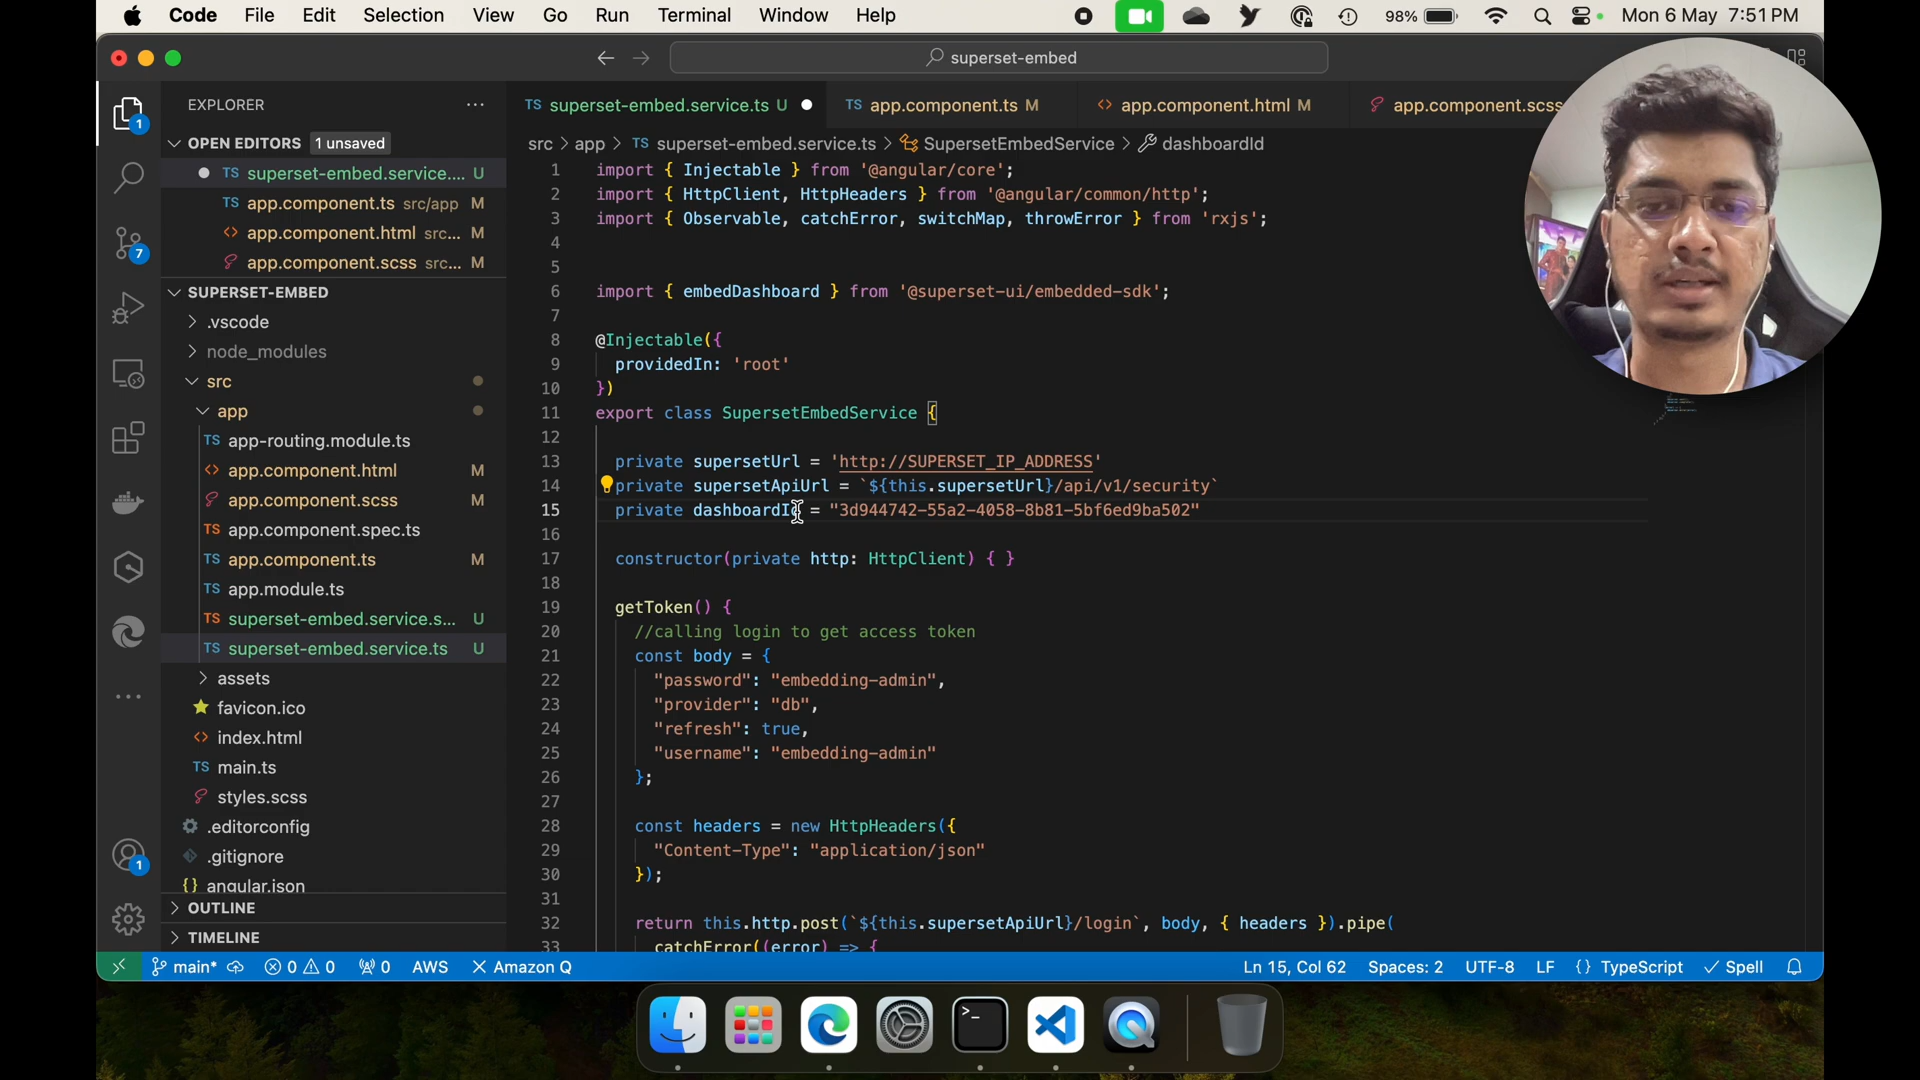 Code File Edit Selection View Go Run Terminal Window Help 98% Mon 6 May 7:51 PM
superset-embed
EXPLORER
OPEN EDITORS 1 unsaved
TS superset-embed.service.... U
TS app.component.ts src/app M
<> app.component.html src... M
app.component.scss src... M
SUPERSET-EMBED
.vscode
node_modules
src
app
TS app-routing.module.ts
<> app.component.html M
app.component.scss M
TS app.component.spec.ts
TS app.component.ts M
TS app.module.ts
TS superset-embed.service.s... U
TS superset-embed.service.ts U
assets
favicon.ico
<> index.html
TS main.ts
styles.scss
.editorconfig
.gitignore
{} angular.json
OUTLINE
TIMELINE
1
7
1
TS superset-embed.service.ts U TS app.component.ts M <> app.component.html M app.component.scss
src > app > TS superset-embed.service.ts > SupersetEmbedService > dashboardId
1 import { Injectable } from '@angular/core';
2 import { HttpClient, HttpHeaders } from '@angular/common/http';
3 import { Observable, catchError, switchMap, throwError } from 'rxjs';
4
5
6 import { embedDashboard } from '@superset-ui/embedded-sdk';
7
8 @Injectable({
9 providedIn: 'root'
10 })
11 export class SupersetEmbedService {
12
13 private supersetUrl = 'http://SUPERSET_IP_ADDRESS'
14 private supersetApiUrl = `${this.supersetUrl}/api/v1/security`
15 private dashboardId = "3d944742-55a2-4058-8b81-5bf6ed9ba502"
16
17 constructor(private http: HttpClient) { }
18
19 getToken() {
20 //calling login to get access token
21 const body = {
22 "password": "embedding-admin",
23 "provider": "db",
24 "refresh": true,
25 "username": "embedding-admin"
26 };
27
28 const headers = new HttpHeaders({
29 "Content-Type": "application/json"
30 });
31
32 return this.http.post(`${this.supersetApiUrl}/login`, body, { headers }).pipe(
33 catchError((error) => {
main* 0 0 0 AWS Amazon Q Ln 15, Col 62 Spaces: 2 UTF-8 LF {} TypeScript Spell